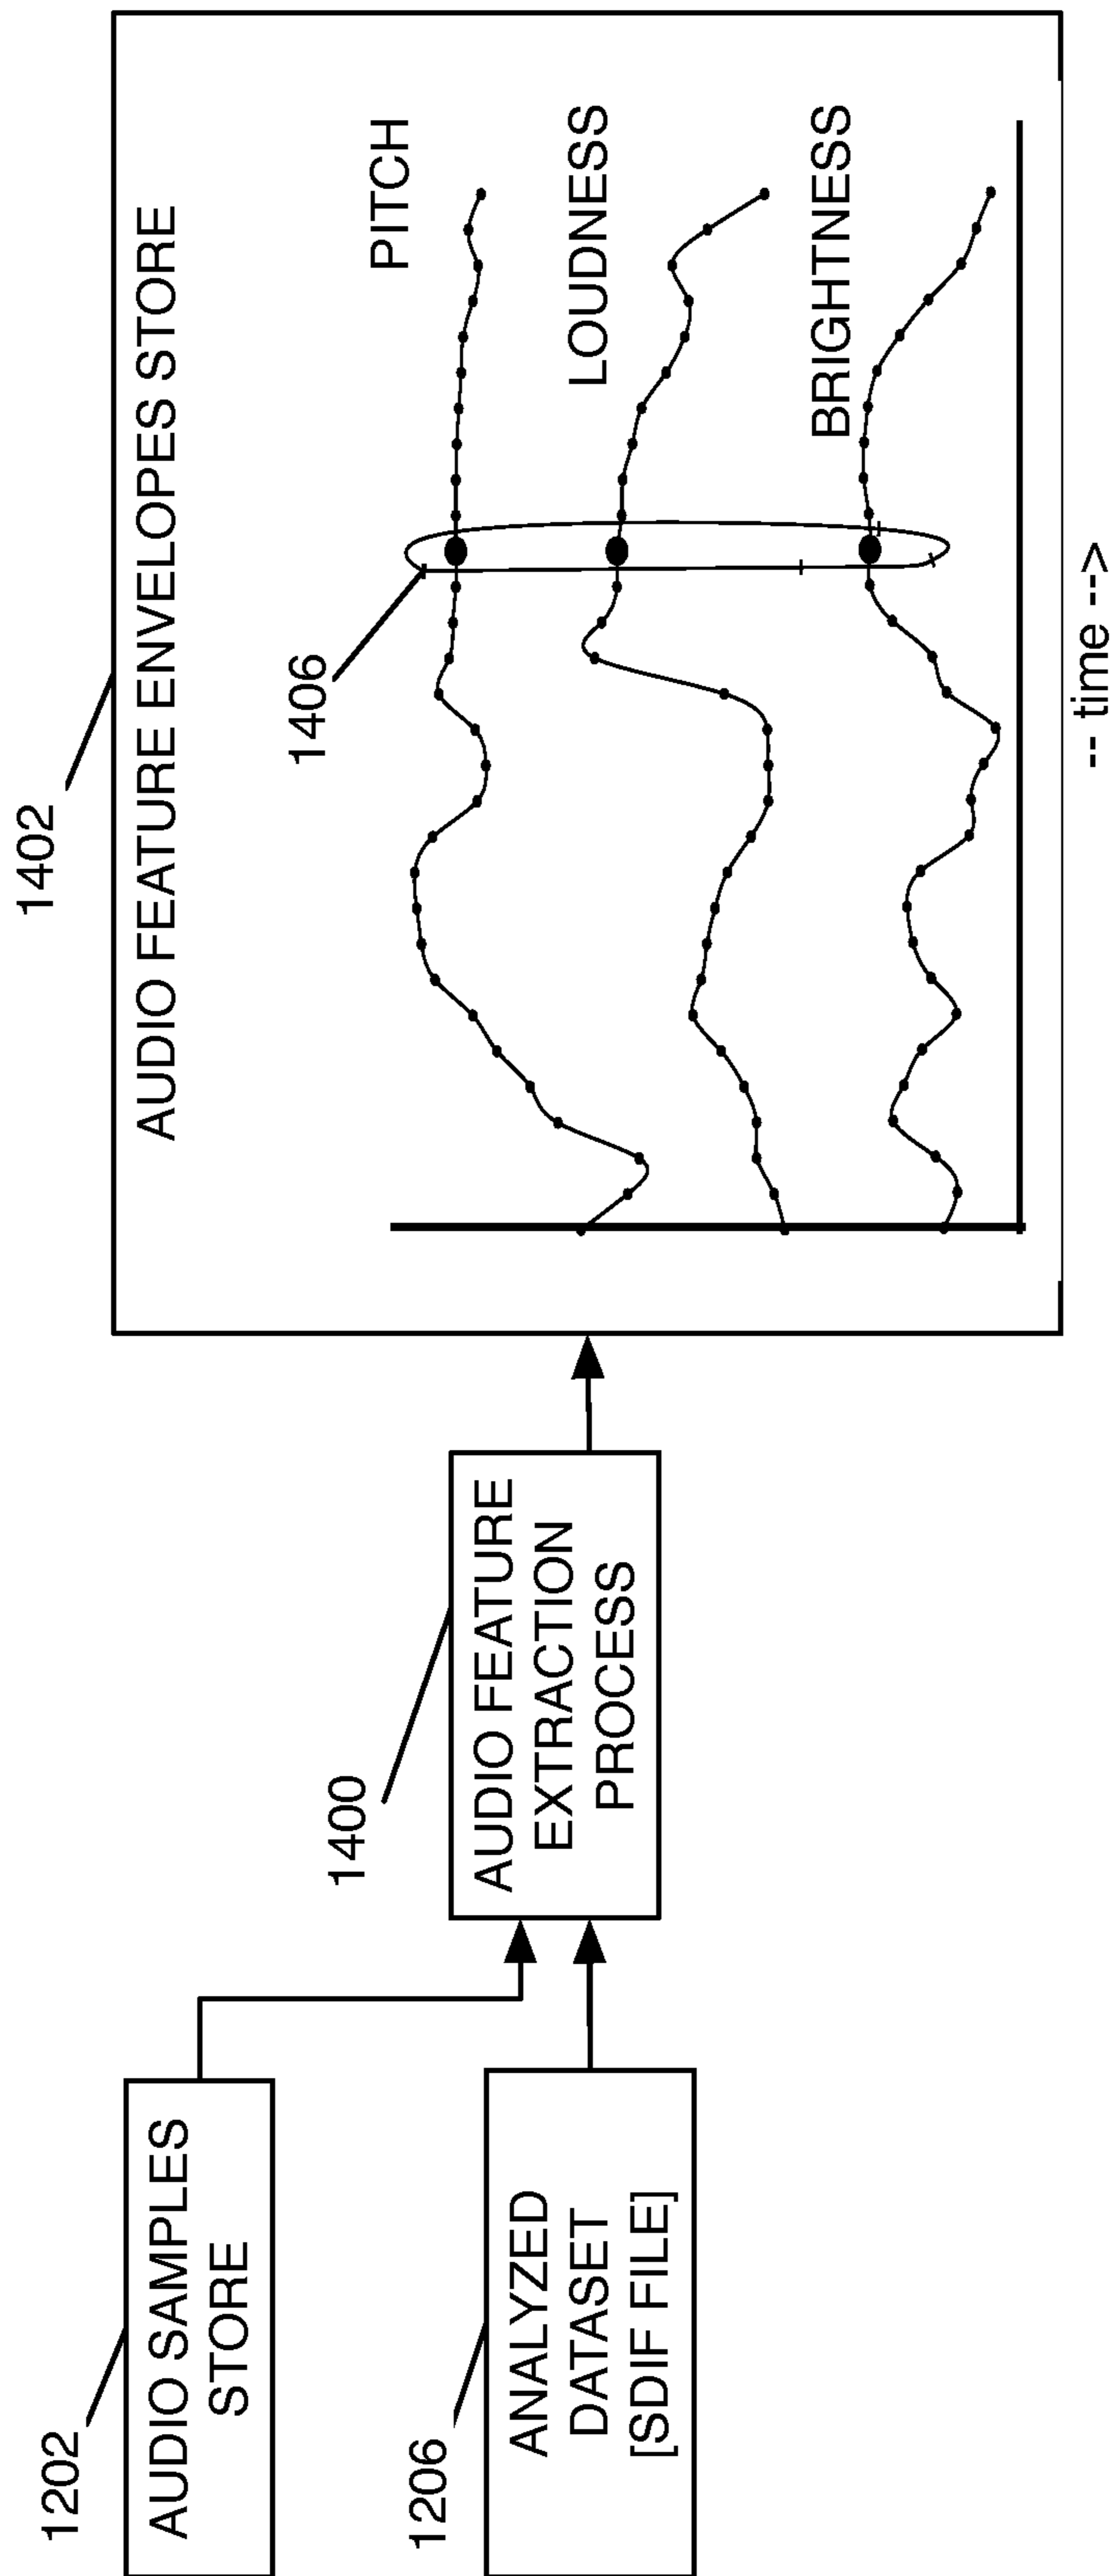 1202
AUDIO SAMPLES
STORE
1206
ANALYZED
DATASET
[SDIF FILE]
1400
AUDIO FEATURE
EXTRACTION
PROCESS
1402
AUDIO FEATURE ENVELOPES STORE
1406
PITCH
LOUDNESS
BRIGHTNESS
-- time -->